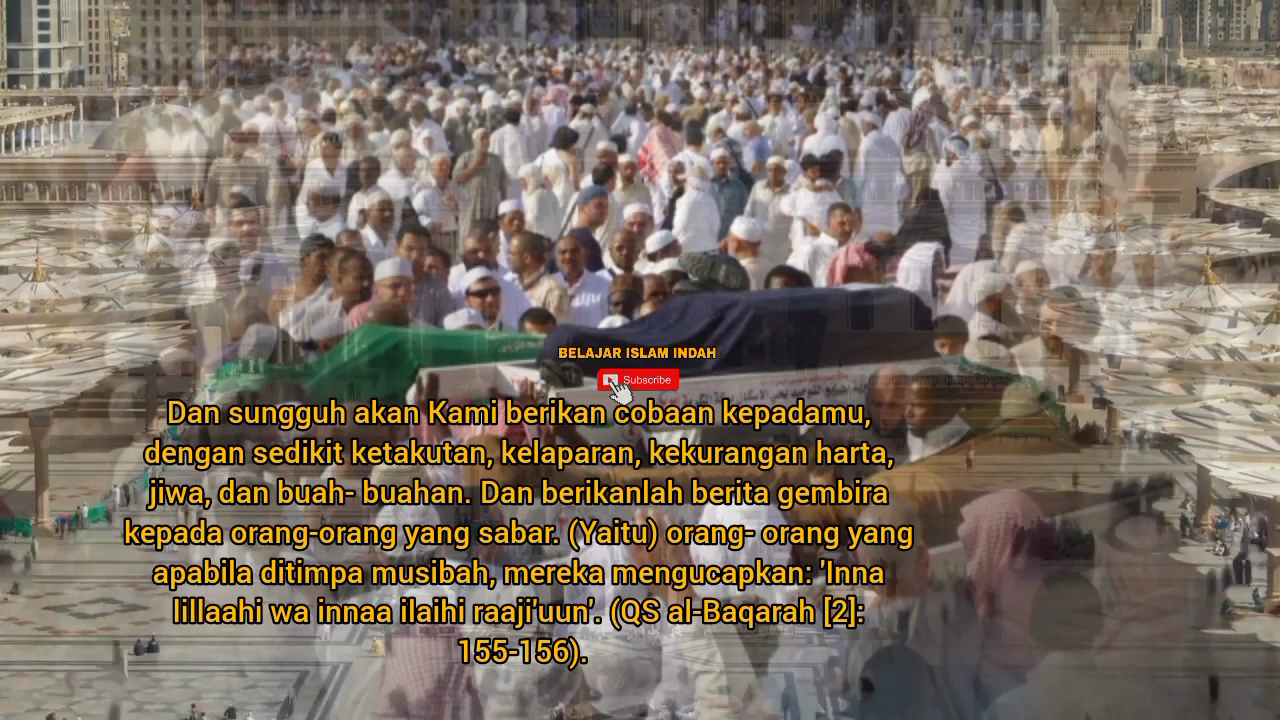 BELAJAR ISLAM INDAH
Subscribe
Dan sungguh akan Kami berikan cobaan kepadamu,
dengan sedikit ketakutan, kelaparan, kekurangan harta,
jiwa, dan buah- buahan. Dan berikanlah berita gembira
kepada orang-orang yang sabar. (Yaitu) orang- orang yang
apabila ditimpa musibah, mereka mengucapkan: 'Inna
lillaahi wa innaa ilaihi raaji'uun'. (QS al-Baqarah [2]:
155-156).